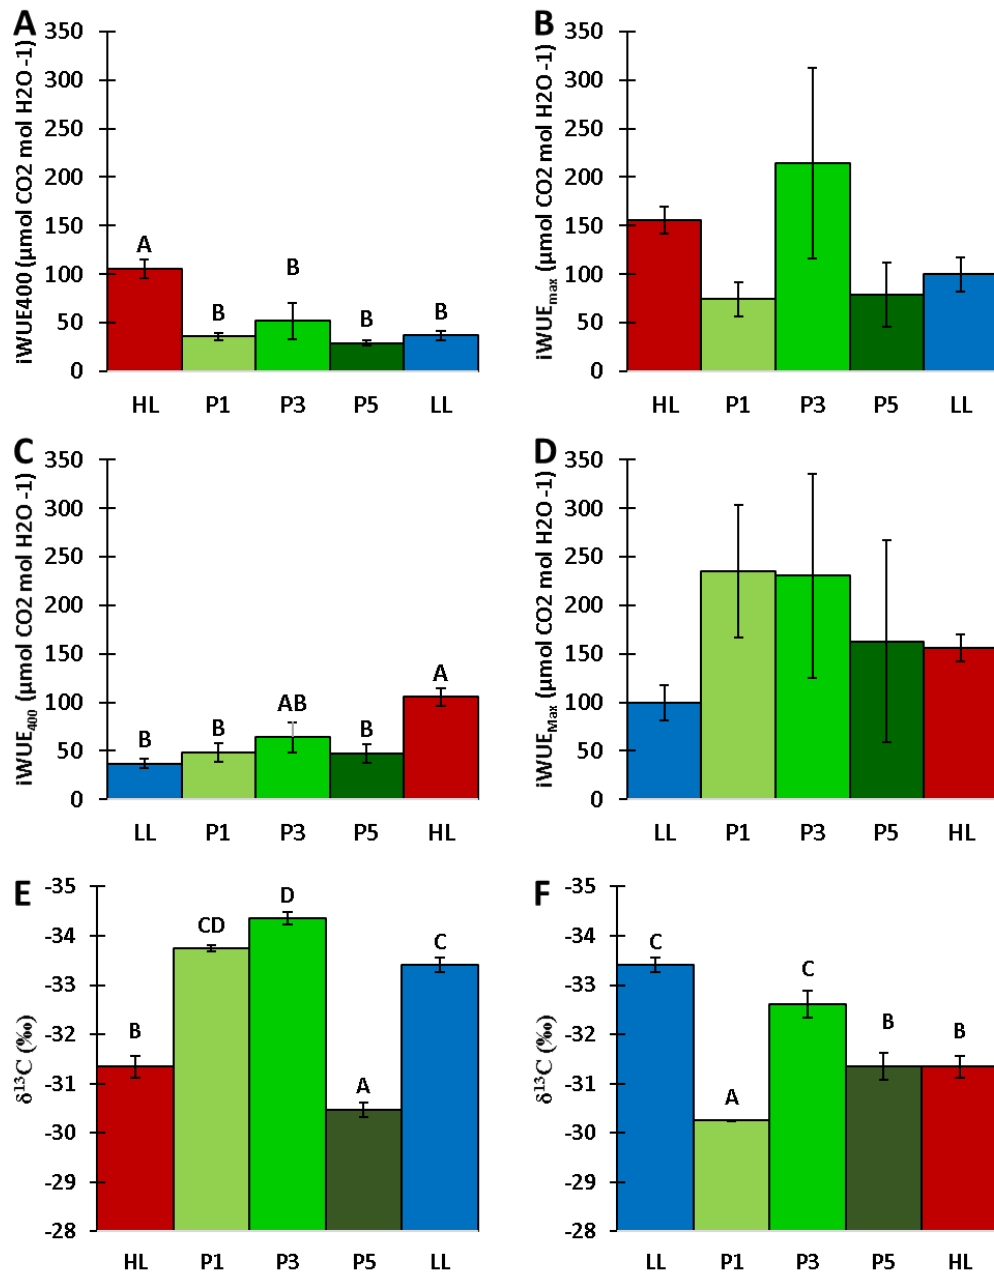 A
iWUE400 (µmol CO2 mol H2O -1)
350
300
250
200
150
100
50
0
A
B
B
B
B
HL P1 P3 P5 LL
B
iWUEmax (µmol CO2 mol H2O -1)
350
300
250
200
150
100
50
0
HL P1 P3 P5 LL
C
iWUE400 (µmol CO2 mol H2O -1)
350
300
250
200
150
100
50
0
B
B
AB
B
A
LL P1 P3 P5 HL
D
iWUEMax (µmol CO2 mol H2O -1)
350
300
250
200
150
100
50
0
LL P1 P3 P5 HL
E
δ13C (‰)
-35
-34
-33
-32
-31
-30
-29
-28
B
CD
D
A
C
HL P1 P3 P5 LL
F
δ13C (‰)
-35
-34
-33
-32
-31
-30
-29
-28
C
A
C
B
B
LL P1 P3 P5 HL